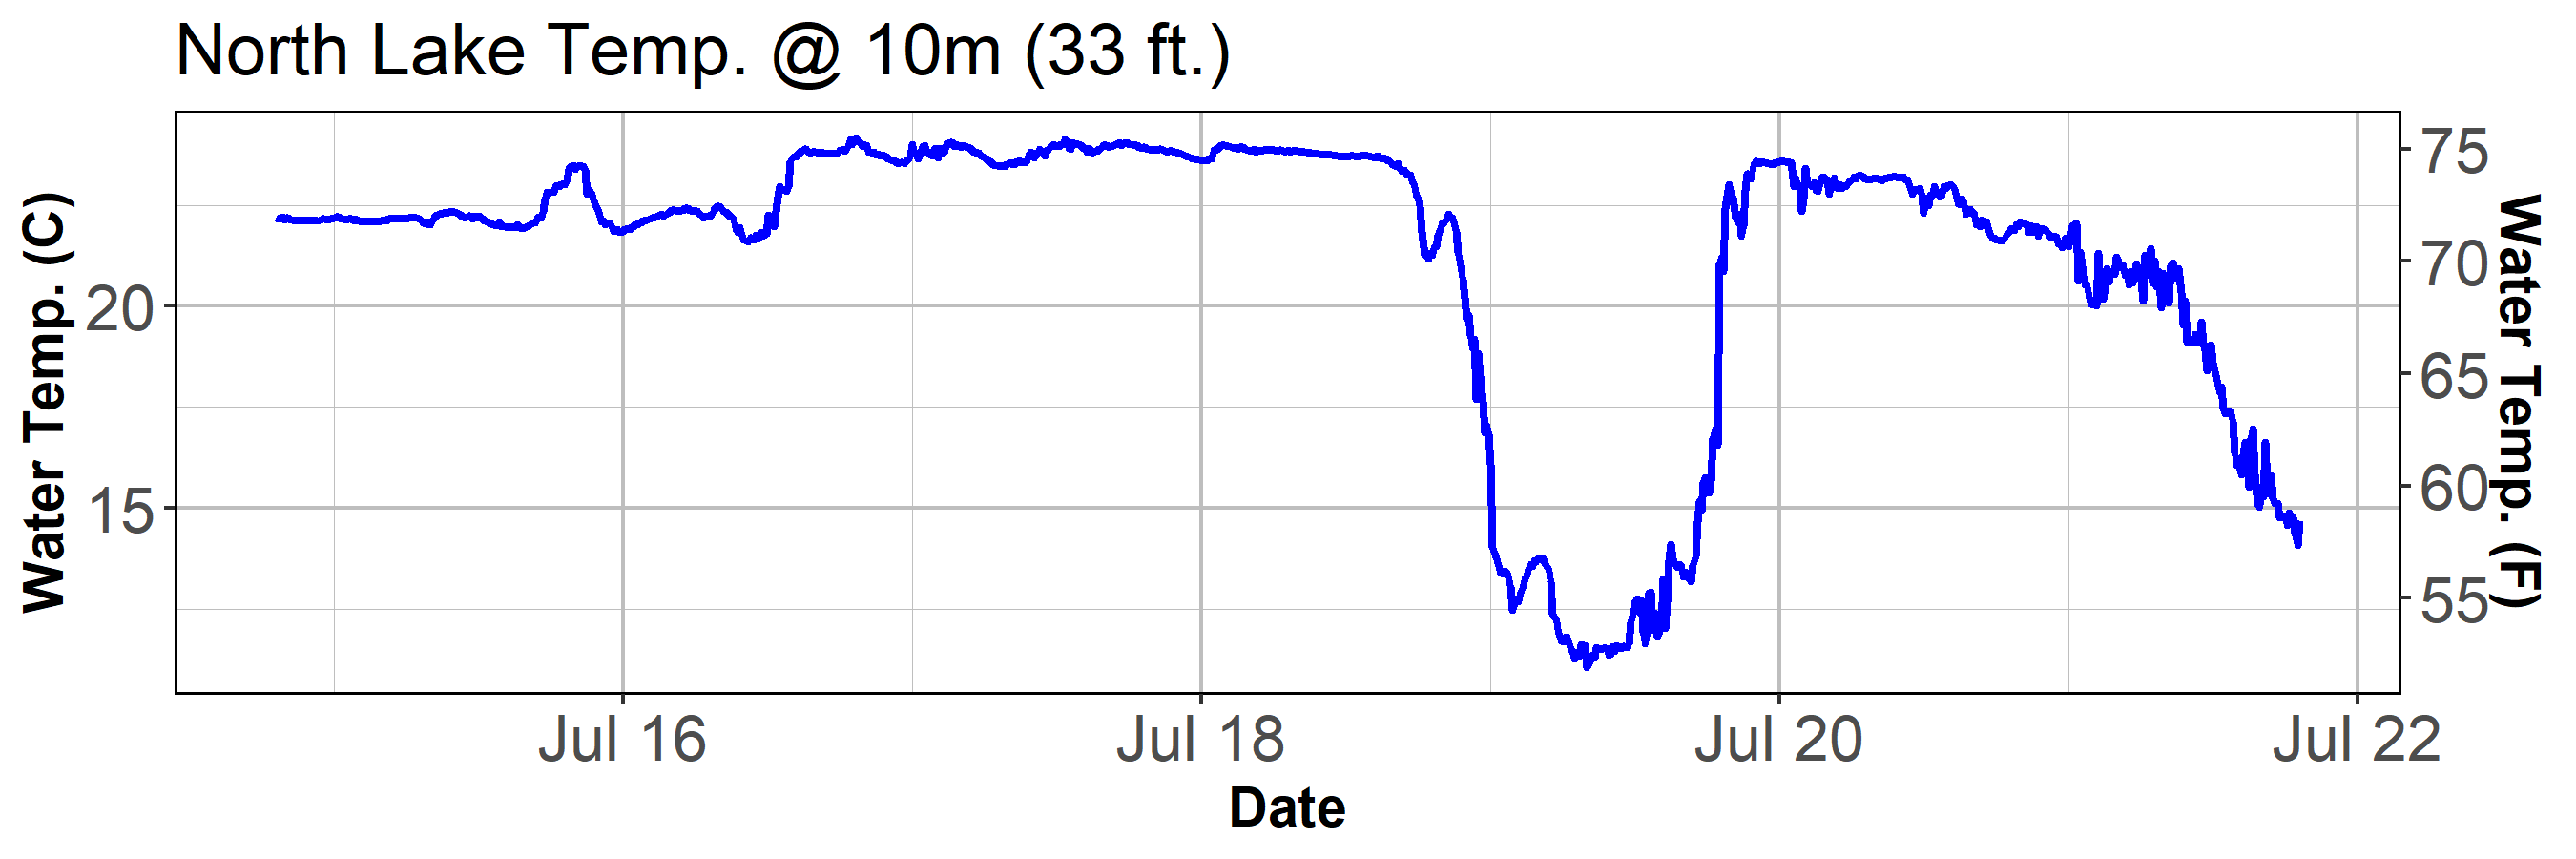 North Lake Temp. @ 10m (33 ft.)
Water Temp. (C)
20
15
75
70
65
60
55
Water Temp. (F)
Jul 16
Jul 18
Jul 20
Jul 22
Date